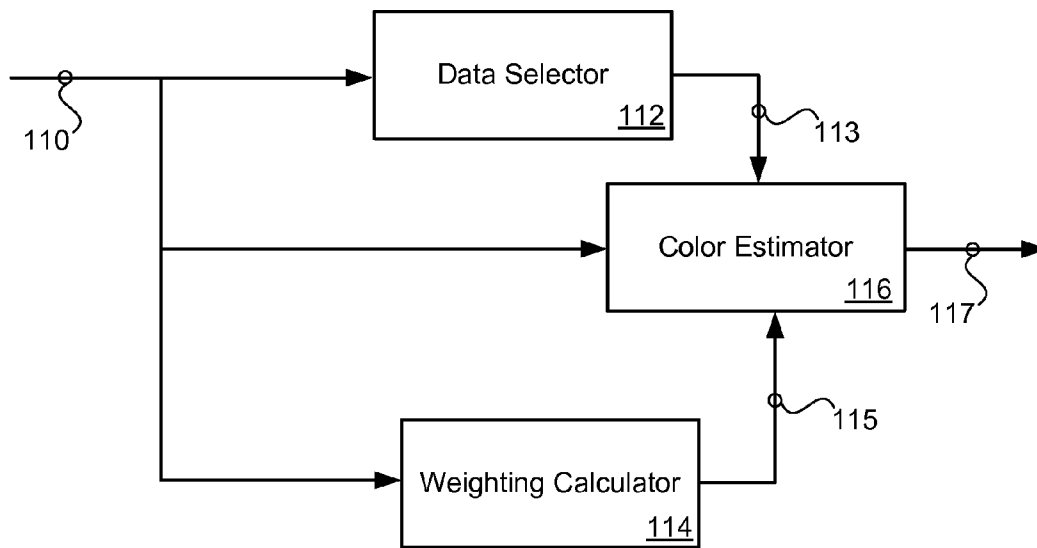 Data Selector
112
110
113
Color Estimator
116
117
115
Weighting Calculator
114